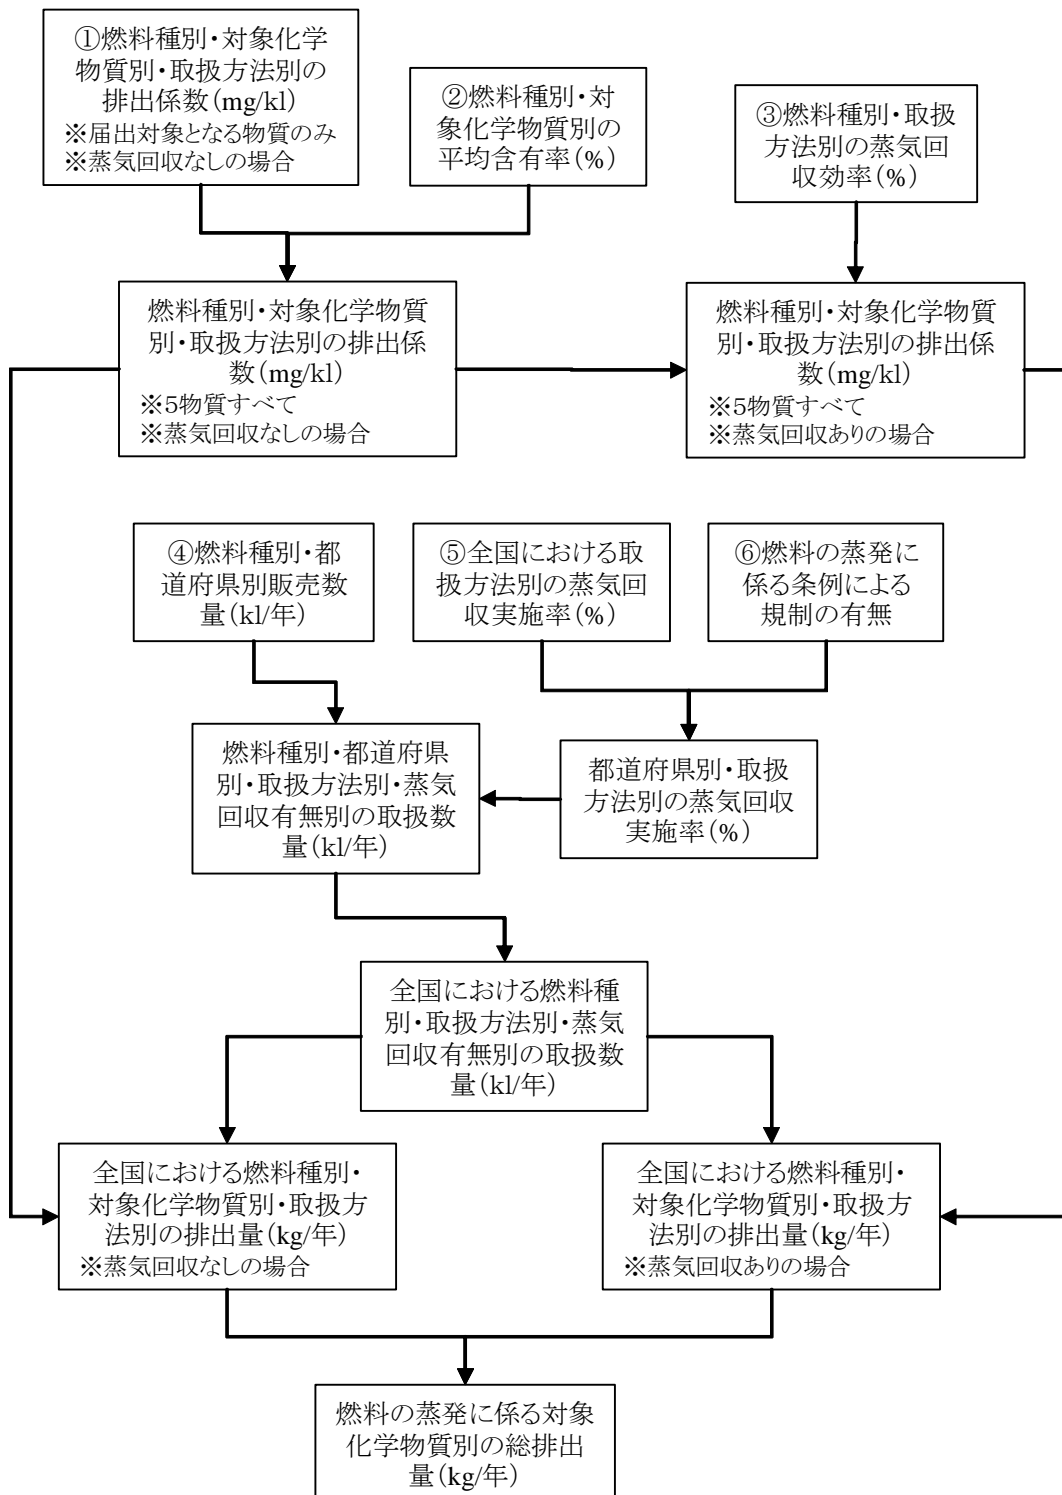 ①燃料種別・対象化学
物質別・取扱方法別の
排出係数(mg/kl)
※届出対象となる物質のみ
※蒸気回収なしの場合
②燃料種別・対
象化学物質別の
平均含有率(%)
③燃料種別・取扱
方法別の蒸気回
収効率(%)
燃料種別・対象化学物質
別・取扱方法別の排出係
数(mg/kl)
※5物質すべて
※蒸気回収なしの場合
燃料種別・対象化学物質
別・取扱方法別の排出係
数(mg/kl)
※5物質すべて
※蒸気回収ありの場合
④燃料種別・都
道府県別販売数
量(kl/年)
⑤全国における取
扱方法別の蒸気回
収実施率(%)
⑥燃料の蒸発に
係る条例による
規制の有無
燃料種別・都道府県
別・取扱方法別・蒸気
回収有無別の取扱数
量(kl/年)
都道府県別・取扱
方法別の蒸気回収
実施率(%)
全国における燃料種
別・取扱方法別・蒸気
回収有無別の取扱数
量(kl/年)
全国における燃料種別・
対象化学物質別・取扱方
法別の排出量(kg/年)
※蒸気回収なしの場合
全国における燃料種別・
対象化学物質別・取扱方
法別の排出量(kg/年)
※蒸気回収ありの場合
燃料の蒸発に係る対象
化学物質別の総排出
量(kg/年)